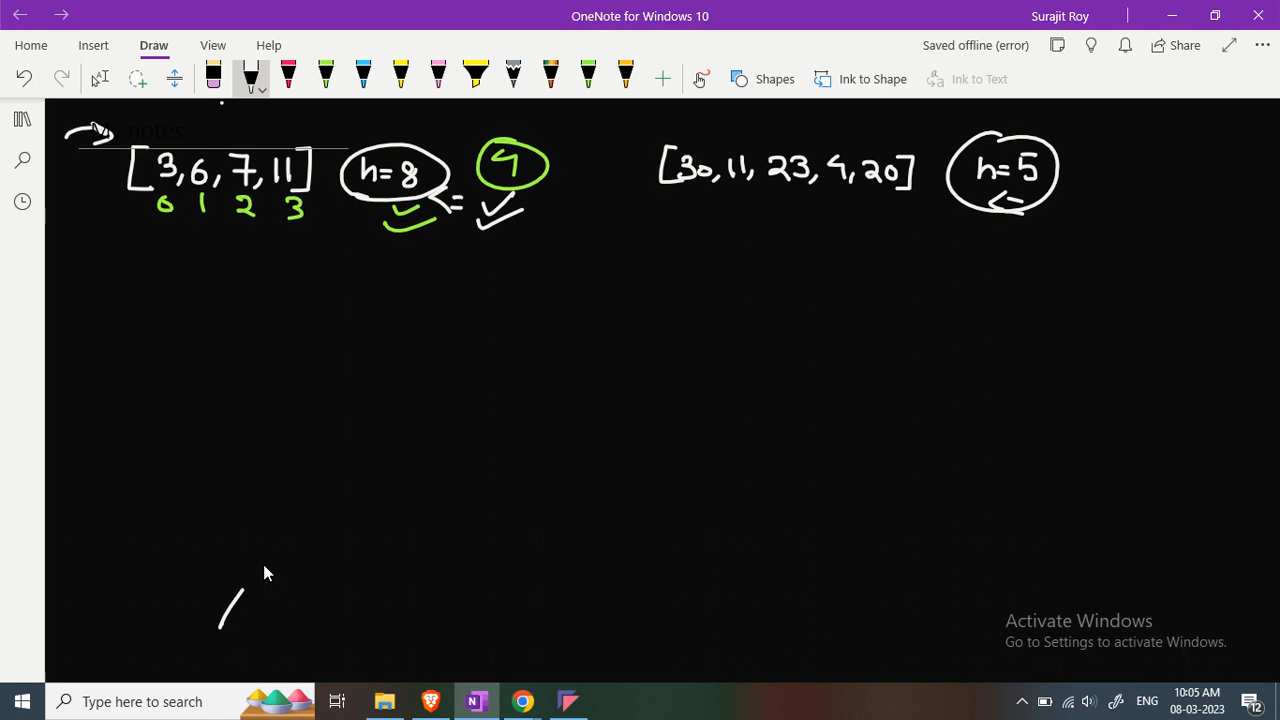 OneNote for Windows 10
Surajit Roy
Home Insert Draw View Help
Saved offline (error)
Share
Shapes
Ink to Shape
Ink to Text
My notes
[3,6,7,11] h=8 4 [30,11,23,4,20] h=5
0 1 2 3 <= <-
Activate Windows
Go to Settings to activate Windows.
Type here to search
ENG
10:05 AM
08-03-2023
12